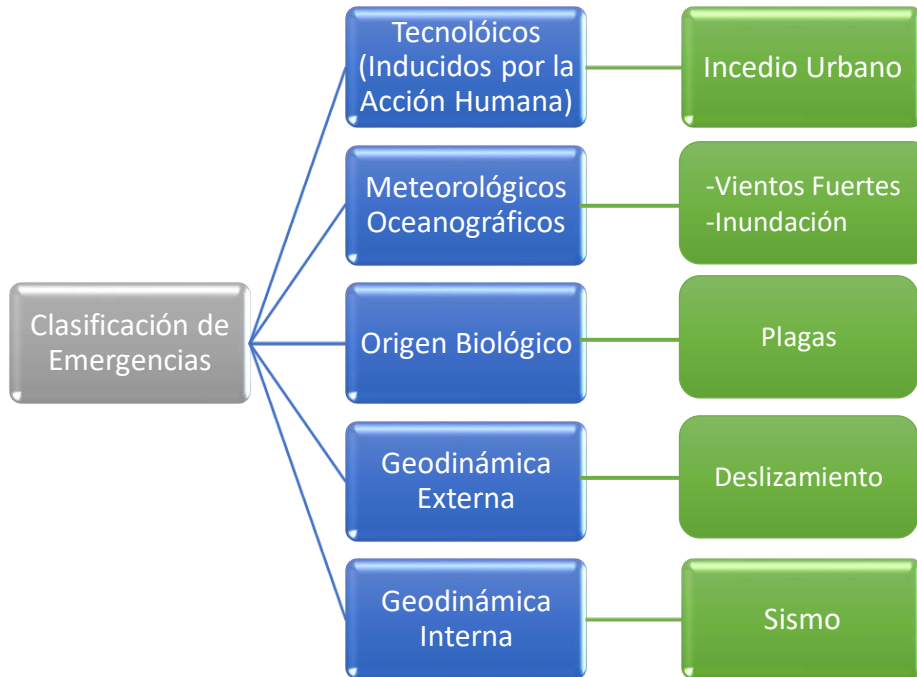 Tecnolóicos
(Inducidos por la
Acción Humana)
Incedio Urbano
Meteorológicos
Oceanográficos
-Vientos Fuertes
-Inundación
Clasificación de
Emergencias
Origen Biológico
Plagas
Geodinámica
Externa
Deslizamiento
Geodinámica
Interna
Sismo